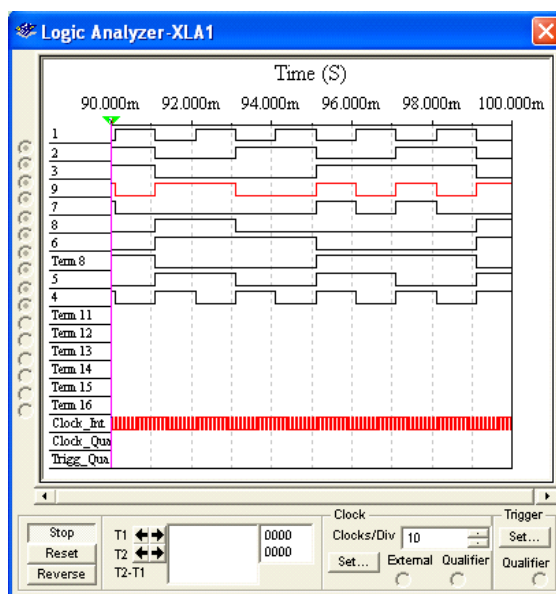 Logic Analyzer-XLA1
Time (S)
90.000m 92.000m 94.000m 96.000m 98.000m 100.000m
1
2
3
9
7
8
6
Term 8
5
4
Term 11
Term 12
Term 13
Term 14
Term 15
Term 16
Clock_Int
Clock_Qua
Trigg_Qua
Stop
Reset
Reverse
T1
T2
T2-T1
0000
0000
Clock
Clocks/Div 10
Set... External Qualifier
Trigger
Set...
Qualifier